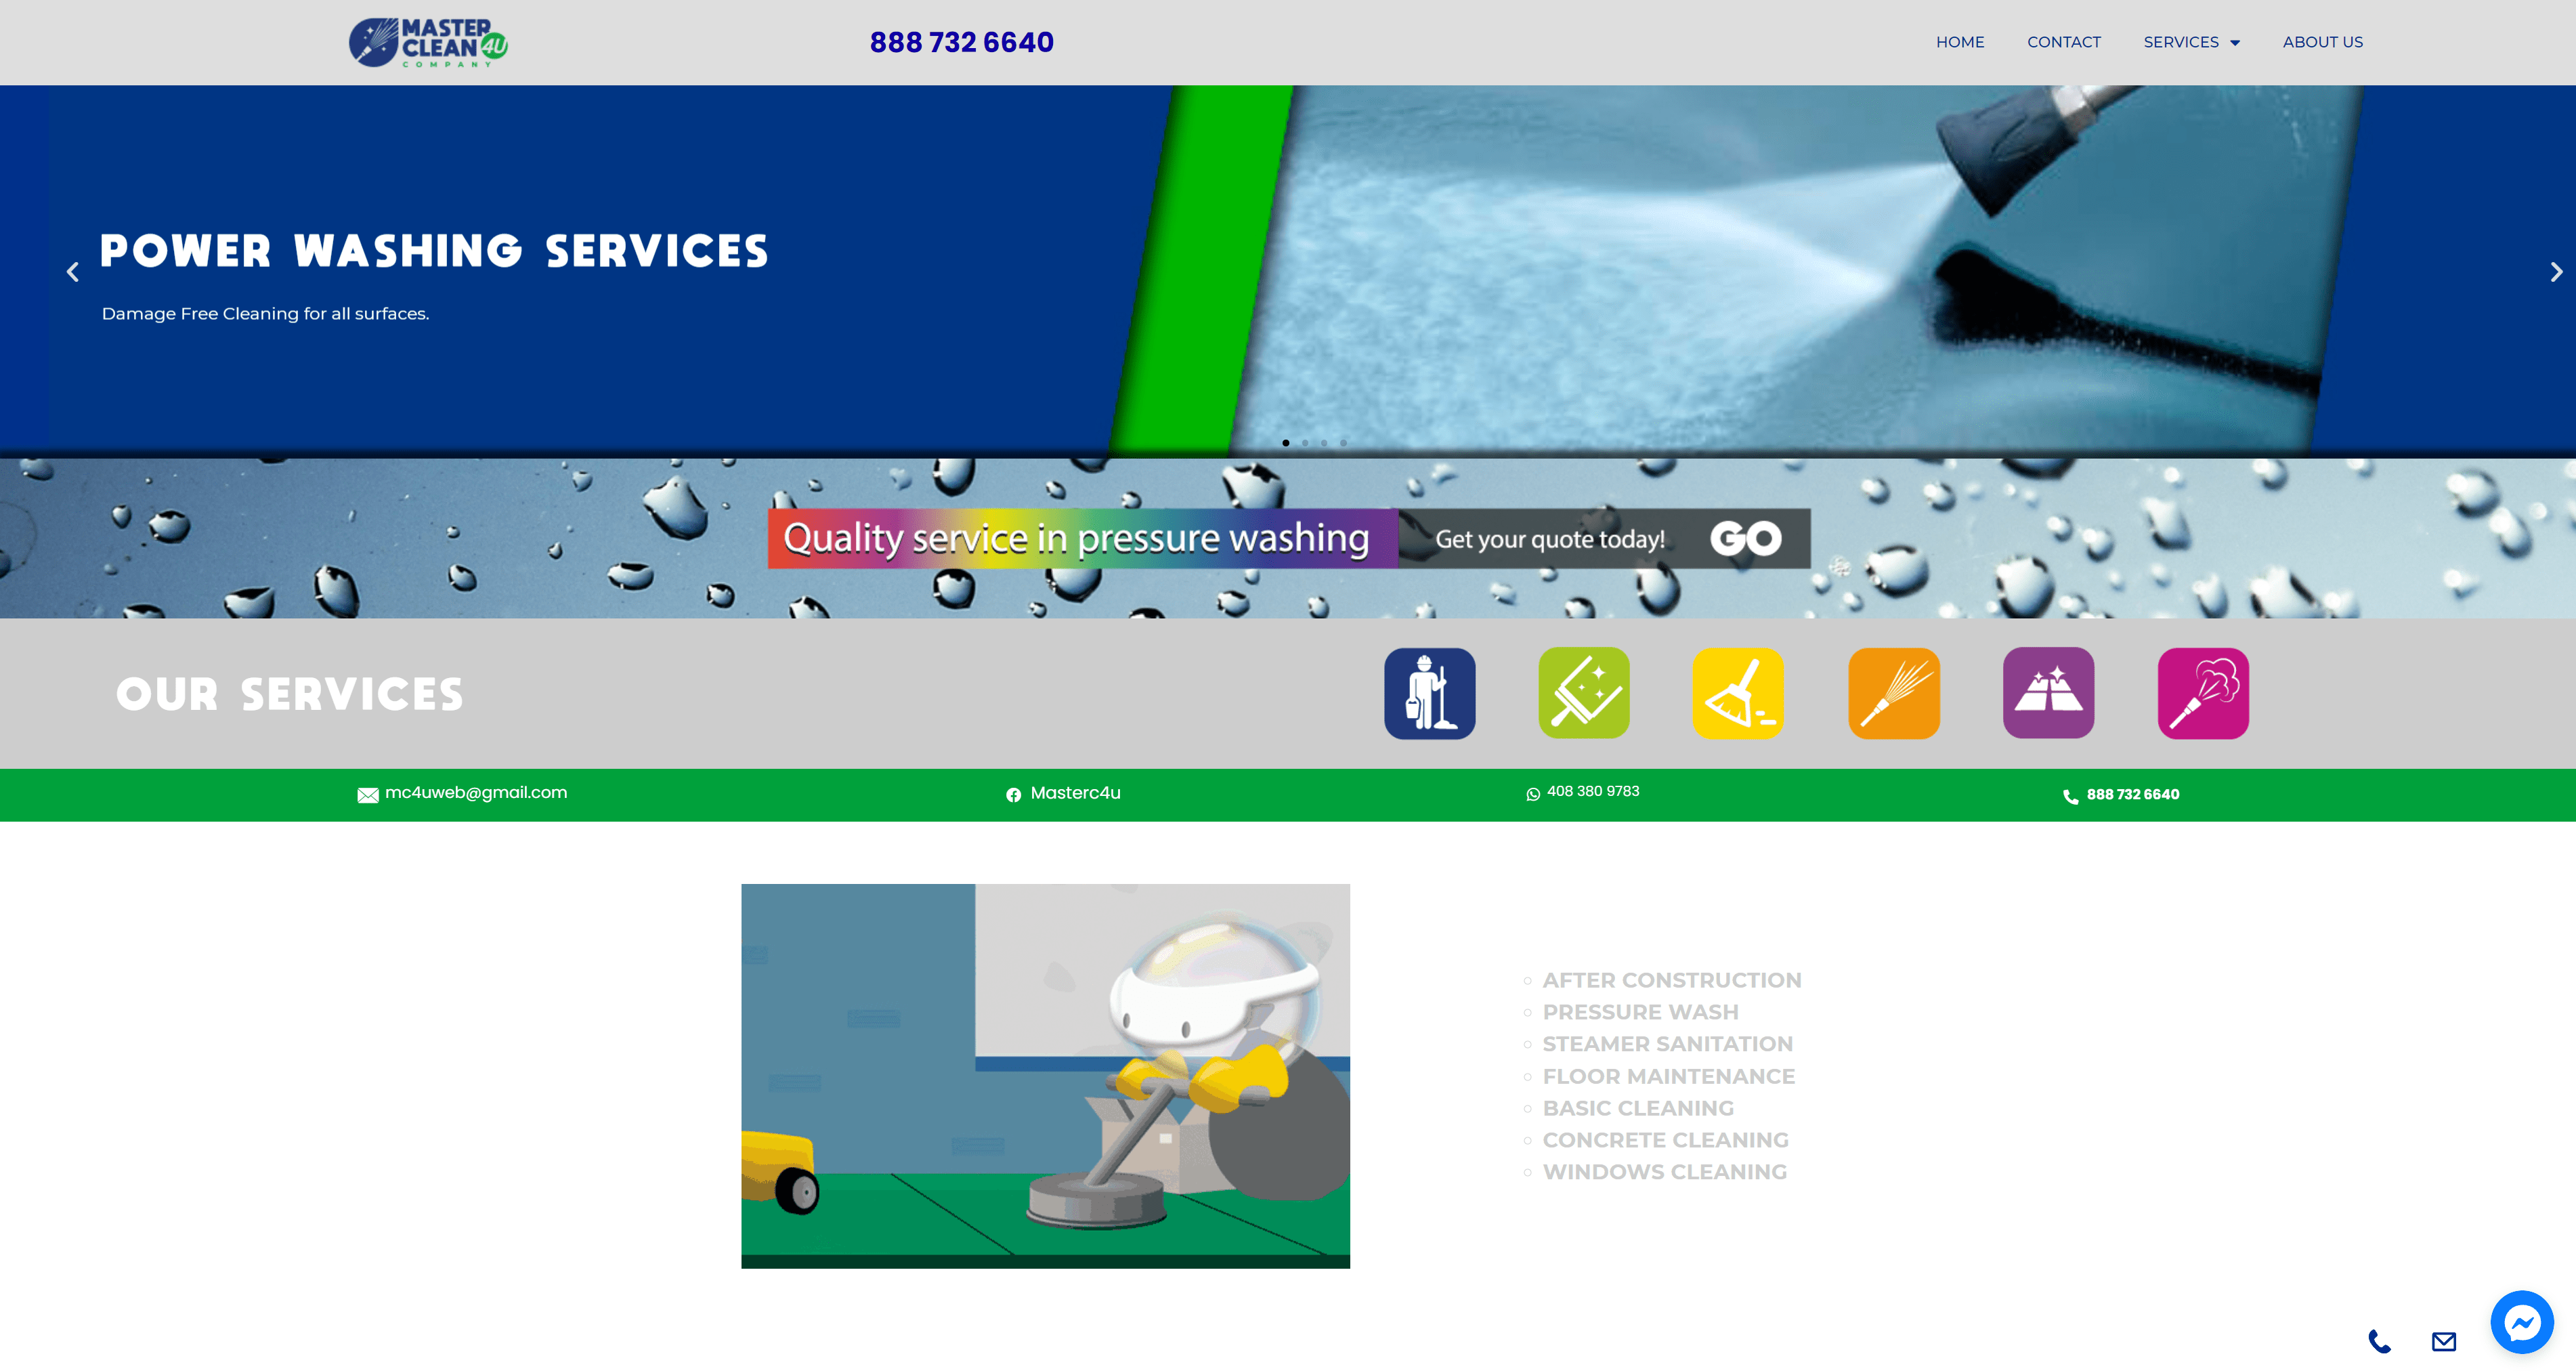 MASTER
CLEAN 4U
COMPANY
888 732 6640
HOME
CONTACT
SERVICES
ABOUT US
POWER WASHING SERVICES
Damage Free Cleaning for all surfaces.
Quality service in pressure washing
Get your quote today!
GO
OUR SERVICES
mc4uweb@gmail.com
Masterc4u
408 380 9783
888 732 6640
AFTER CONSTRUCTION
PRESSURE WASH
STEAMER SANITATION
FLOOR MAINTENANCE
BASIC CLEANING
CONCRETE CLEANING
WINDOWS CLEANING